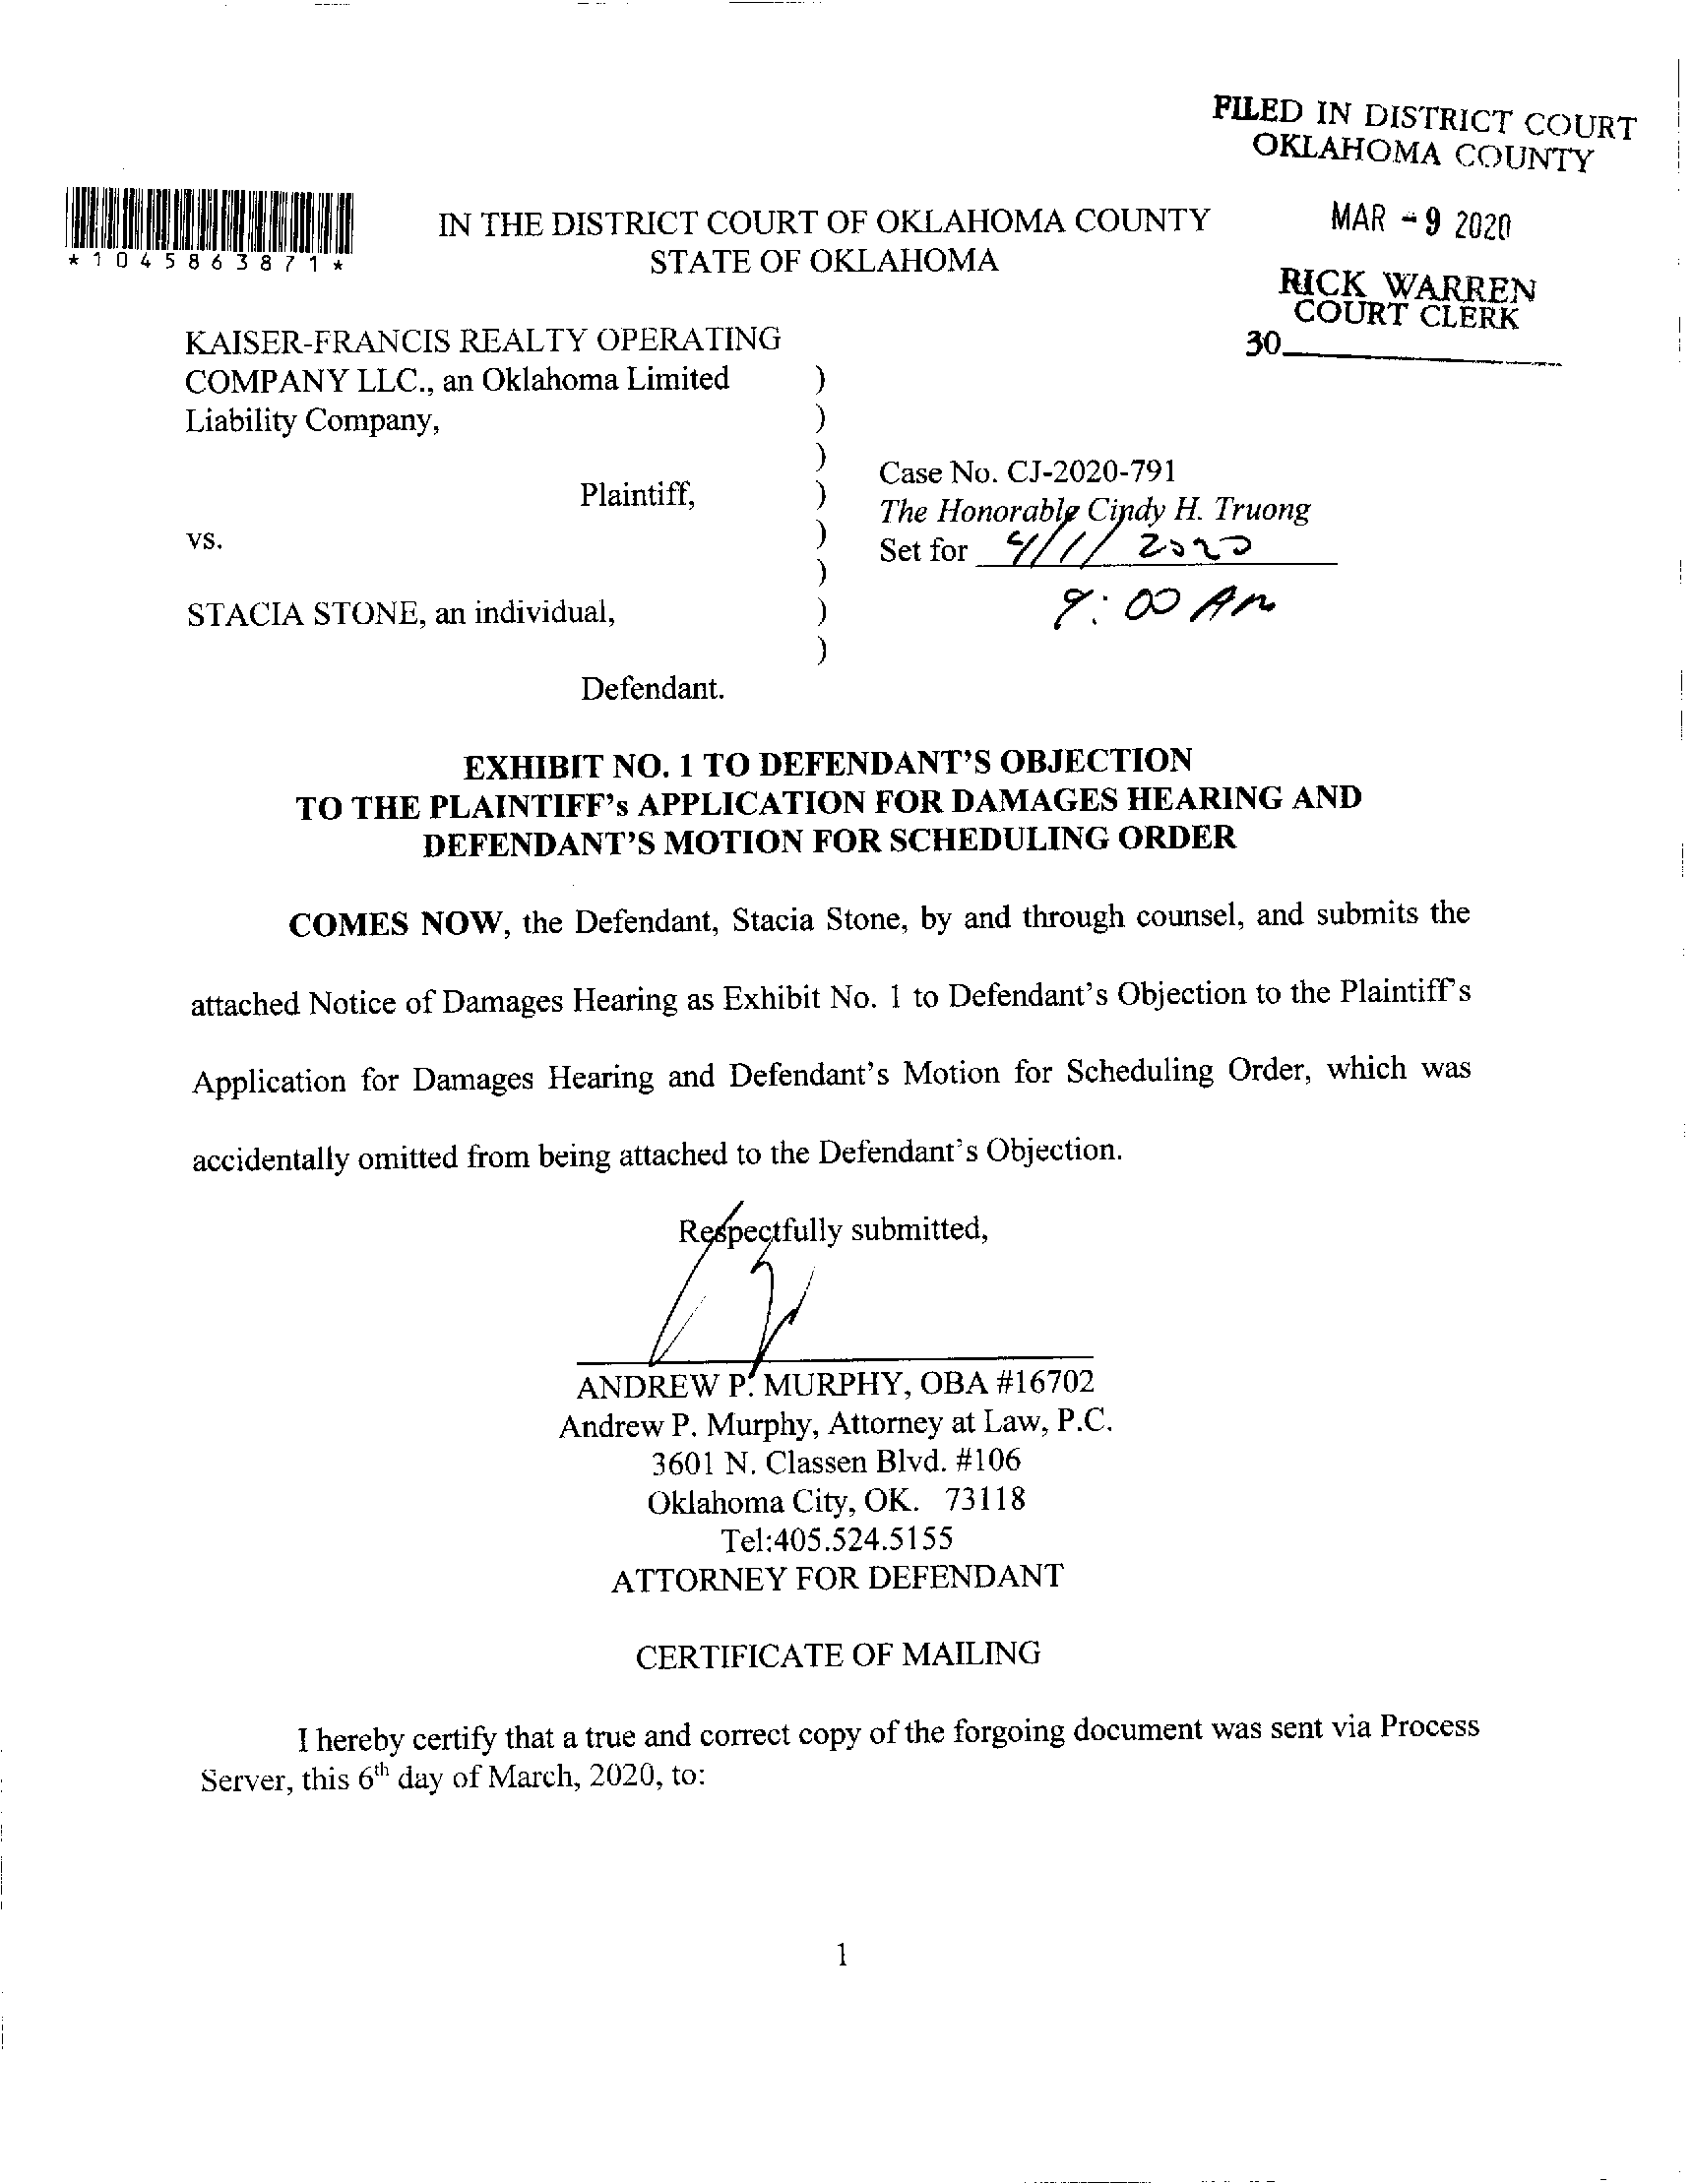 FILED IN DISTRICT COURT
OKLAHOMA COUNTY
MAR - 9 2020
RICK WARREN
COURT CLERK
30
*1045863871*
IN THE DISTRICT COURT OF OKLAHOMA COUNTY
STATE OF OKLAHOMA
KAISER-FRANCIS REALTY OPERATING
COMPANY LLC., an Oklahoma Limited )
Liability Company, )
)
Plaintiff, )
vs. )
)
STACIA STONE, an individual, )
)
Defendant.
Case No. CJ-2020-791
The Honorable Cindy H. Truong
Set for 4/1/2020
9:00 AM
EXHIBIT NO. 1 TO DEFENDANT'S OBJECTION
TO THE PLAINTIFF's APPLICATION FOR DAMAGES HEARING AND
DEFENDANT'S MOTION FOR SCHEDULING ORDER
COMES NOW, the Defendant, Stacia Stone, by and through counsel, and submits the
attached Notice of Damages Hearing as Exhibit No. 1 to Defendant's Objection to the Plaintiff's
Application for Damages Hearing and Defendant's Motion for Scheduling Order, which was
accidentally omitted from being attached to the Defendant's Objection.
Respectfully submitted,
ANDREW P. MURPHY, OBA #16702
Andrew P. Murphy, Attorney at Law, P.C.
3601 N. Classen Blvd. #106
Oklahoma City, OK. 73118
Tel:405.524.5155
ATTORNEY FOR DEFENDANT
CERTIFICATE OF MAILING
I hereby certify that a true and correct copy of the forgoing document was sent via Process
Server, this 6th day of March, 2020, to:
1